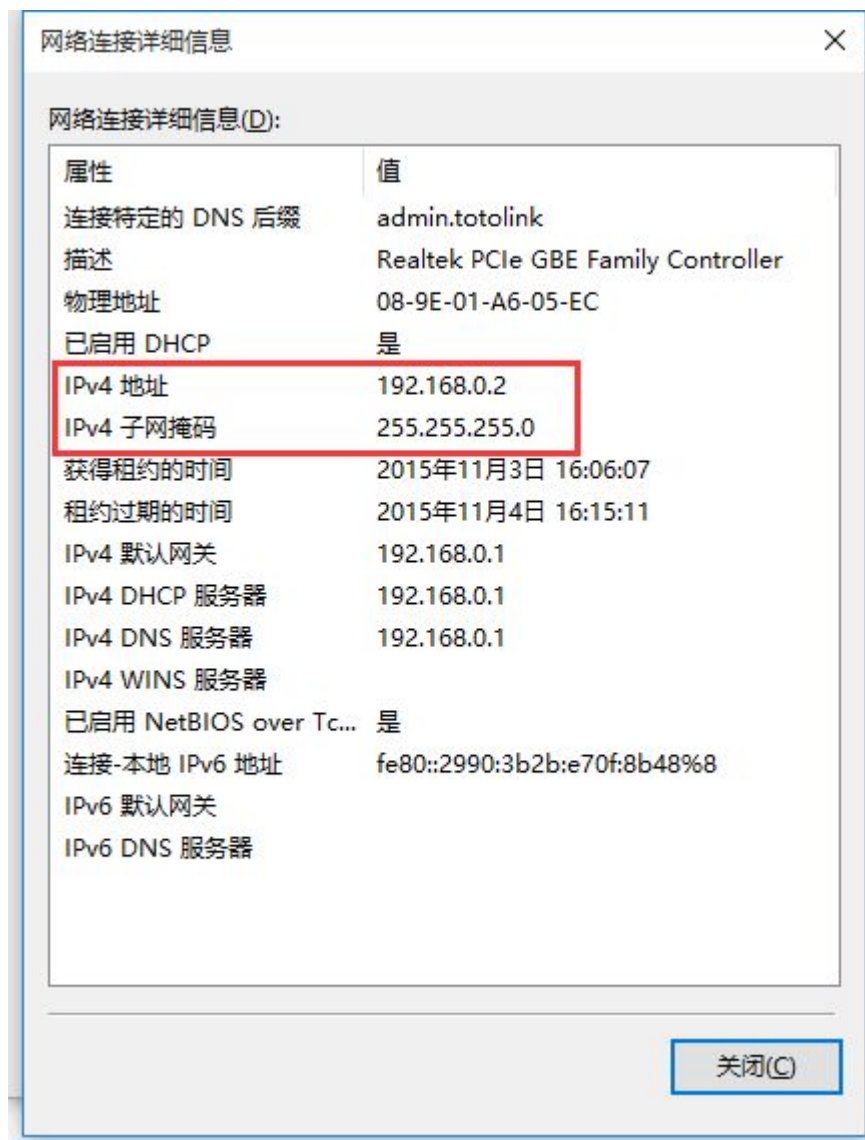 网络连接详细信息
网络连接详细信息(D):
属性 值
连接特定的 DNS 后缀 admin.totolink
描述 Realtek PCIe GBE Family Controller
物理地址 08-9E-01-A6-05-EC
已启用 DHCP 是
IPv4 地址 192.168.0.2
IPv4 子网掩码 255.255.255.0
获得租约的时间 2015年11月3日 16:06:07
租约过期的时间 2015年11月4日 16:15:11
IPv4 默认网关 192.168.0.1
IPv4 DHCP 服务器 192.168.0.1
IPv4 DNS 服务器 192.168.0.1
IPv4 WINS 服务器
已启用 NetBIOS over Tc... 是
连接-本地 IPv6 地址 fe80::2990:3b2b:e70f:8b48%8
IPv6 默认网关
IPv6 DNS 服务器
关闭(C)